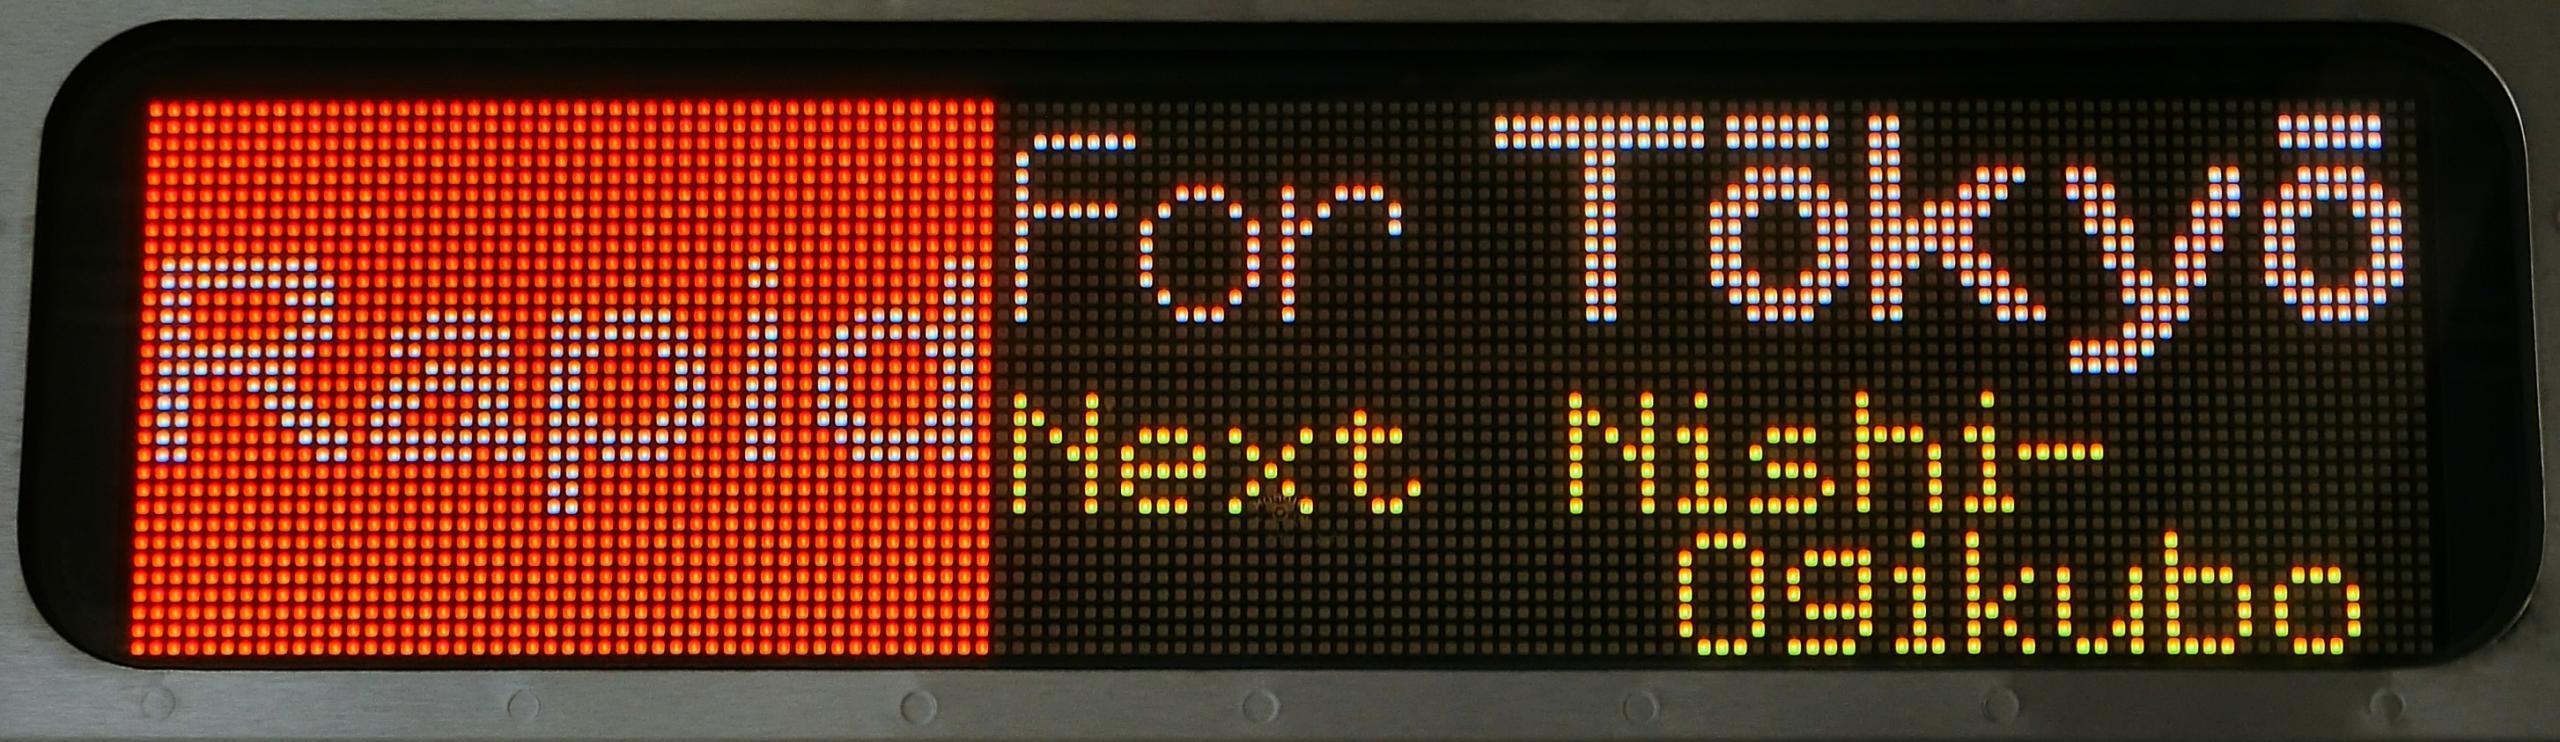 Rapid
For Tōkyō
Next Nishi-
Ogikubo